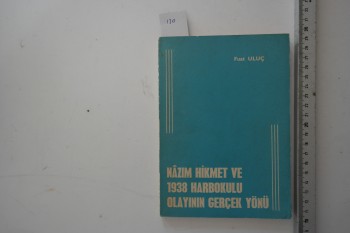 Fuat ULUÇ
NÂZIM HİKMET VE
1938 HARBOKULU
OLAYININ GERÇEK YÖNÜ